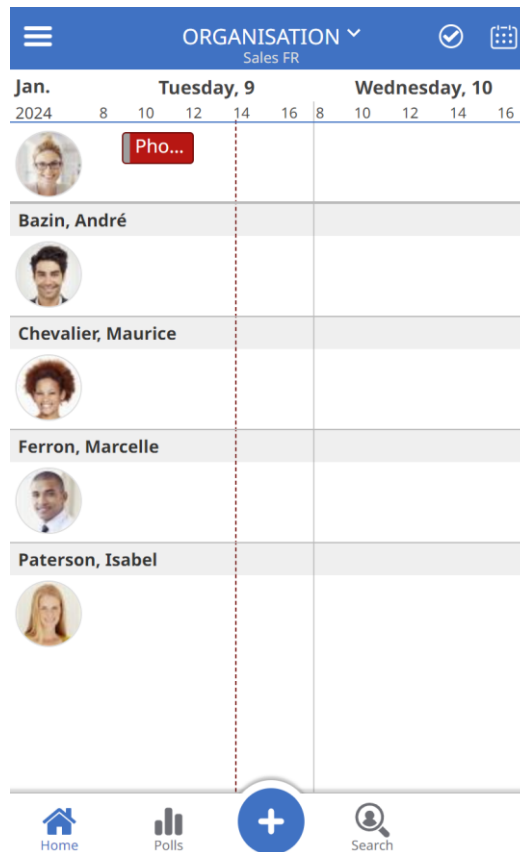 ORGANISATION
Sales FR
Jan. Tuesday, 9 Wednesday, 10
2024 8 10 12 14 16 8 10 12 14 16
Pho...
Bazin, André
Chevalier, Maurice
Ferron, Marcelle
Paterson, Isabel
Home Polls + Search